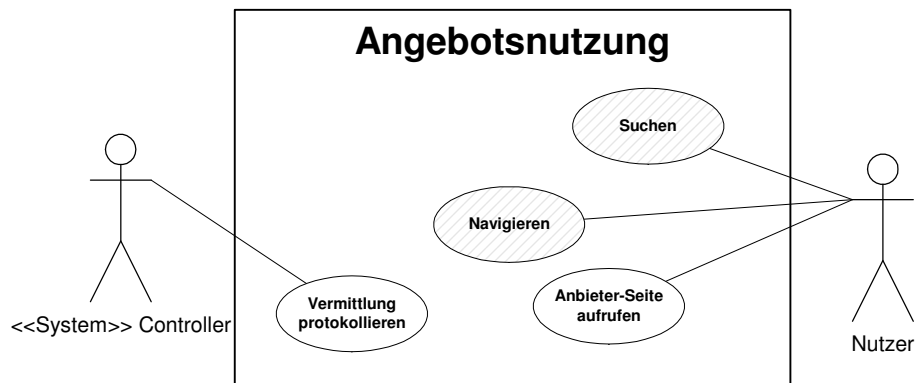 Angebotsnutzung
Suchen
Navigieren
Vermittlung
protokollieren
Anbieter-Seite
aufrufen
<<System>> Controller
Nutzer